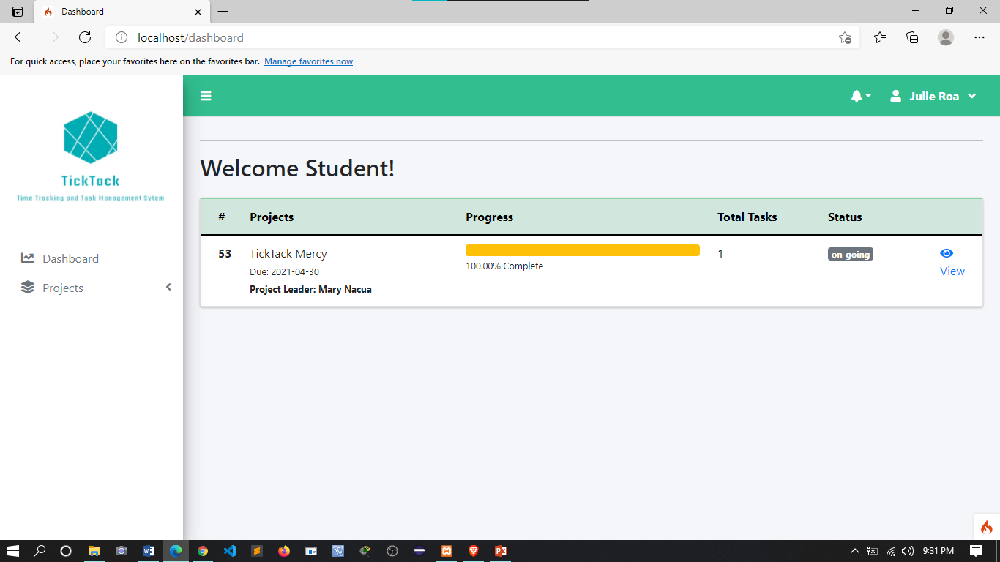 Dashboard
localhost/dashboard
For quick access, place your favorites here on the favorites bar. Manage favorites now
Julie Roa
TickTack
Time Tracking and Task Management Sytem
Dashboard
Projects
Welcome Student!
# Projects Progress Total Tasks Status
53 TickTack Mercy 1 on-going
Due: 2021-04-30 100.00% Complete View
Project Leader: Mary Nacua
9:31 PM